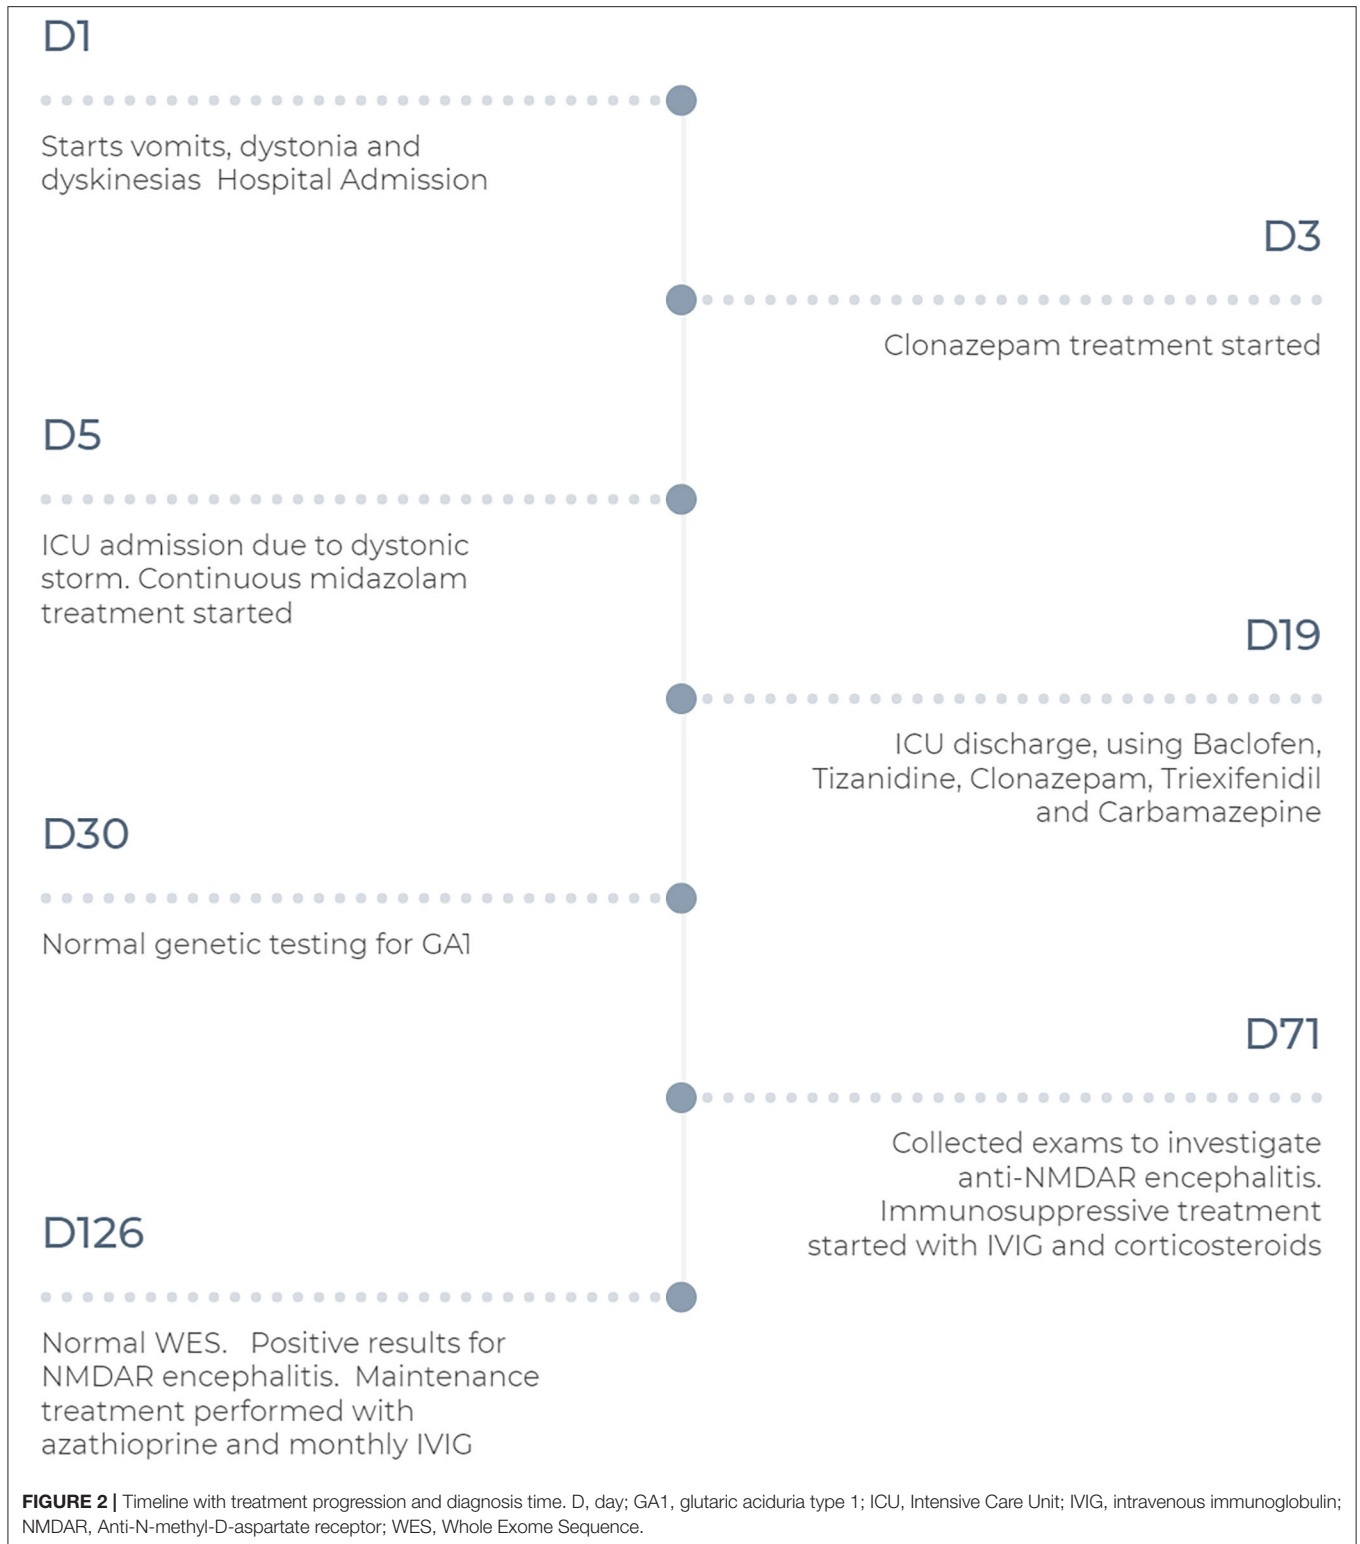 D1
Starts vomits, dystonia and
dyskinesias  Hospital Admission
D3
Clonazepam treatment started
D5
ICU admission due to dystonic
storm. Continuous midazolam
treatment started
D19
ICU discharge, using Baclofen,
Tizanidine, Clonazepam, Triexifenidil
and Carbamazepine
D30
Normal genetic testing for GA1
D71
Collected exams to investigate
anti-NMDAR encephalitis.
Immunosuppressive treatment
started with IVIG and corticosteroids
D126
Normal WES.   Positive results for
NMDAR encephalitis.  Maintenance
treatment performed with
azathioprine and monthly IVIG
FIGURE 2 | Timeline with treatment progression and diagnosis time. D, day; GA1, glutaric aciduria type 1; ICU, Intensive Care Unit; IVIG, intravenous immunoglobulin;
NMDAR, Anti-N-methyl-D-aspartate receptor; WES, Whole Exome Sequence.